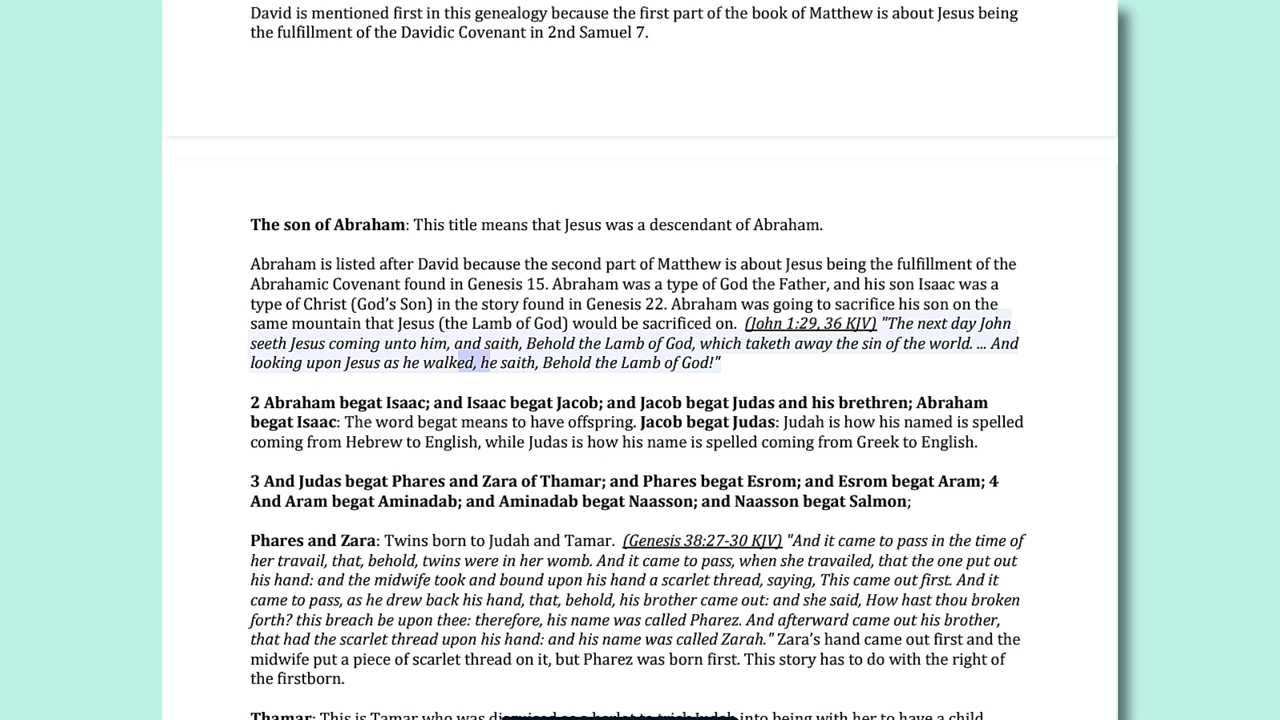 David is mentioned first in this genealogy because the first part of the book of Matthew is about Jesus being
the fulfillment of the Davidic Covenant in 2nd Samuel 7.
The son of Abraham: This title means that Jesus was a descendant of Abraham.
Abraham is listed after David because the second part of Matthew is about Jesus being the fulfillment of the
Abrahamic Covenant found in Genesis 15. Abraham was a type of God the Father, and his son Isaac was a
type of Christ (God’s Son) in the story found in Genesis 22. Abraham was going to sacrifice his son on the
same mountain that Jesus (the Lamb of God) would be sacrificed on. (John 1:29, 36 KJV) "The next day John
seeth Jesus coming unto him, and saith, Behold the Lamb of God, which taketh away the sin of the world. ... And
looking upon Jesus as he walked, he saith, Behold the Lamb of God!"
2 Abraham begat Isaac; and Isaac begat Jacob; and Jacob begat Judas and his brethren; Abraham
begat Isaac: The word begat means to have offspring. Jacob begat Judas: Judah is how his named is spelled
coming from Hebrew to English, while Judas is how his name is spelled coming from Greek to English.
3 And Judas begat Phares and Zara of Thamar; and Phares begat Esrom; and Esrom begat Aram; 4
And Aram begat Aminadab; and Aminadab begat Naasson; and Naasson begat Salmon;
Phares and Zara: Twins born to Judah and Tamar. (Genesis 38:27-30 KJV) "And it came to pass in the time of
her travail, that, behold, twins were in her womb. And it came to pass, when she travailed, that the one put out
his hand: and the midwife took and bound upon his hand a scarlet thread, saying, This came out first. And it
came to pass, as he drew back his hand, that, behold, his brother came out: and she said, How hast thou broken
forth? this breach be upon thee: therefore, his name was called Pharez. And afterward came out his brother,
that had the scarlet thread upon his hand: and his name was called Zarah." Zara’s hand came out first and the
midwife put a piece of scarlet thread on it, but Pharez was born first. This story has to do with the right of
the firstborn.
Thamar: This is Tamar who was disguised as a harlot to trick Judah into being with her to have a child.